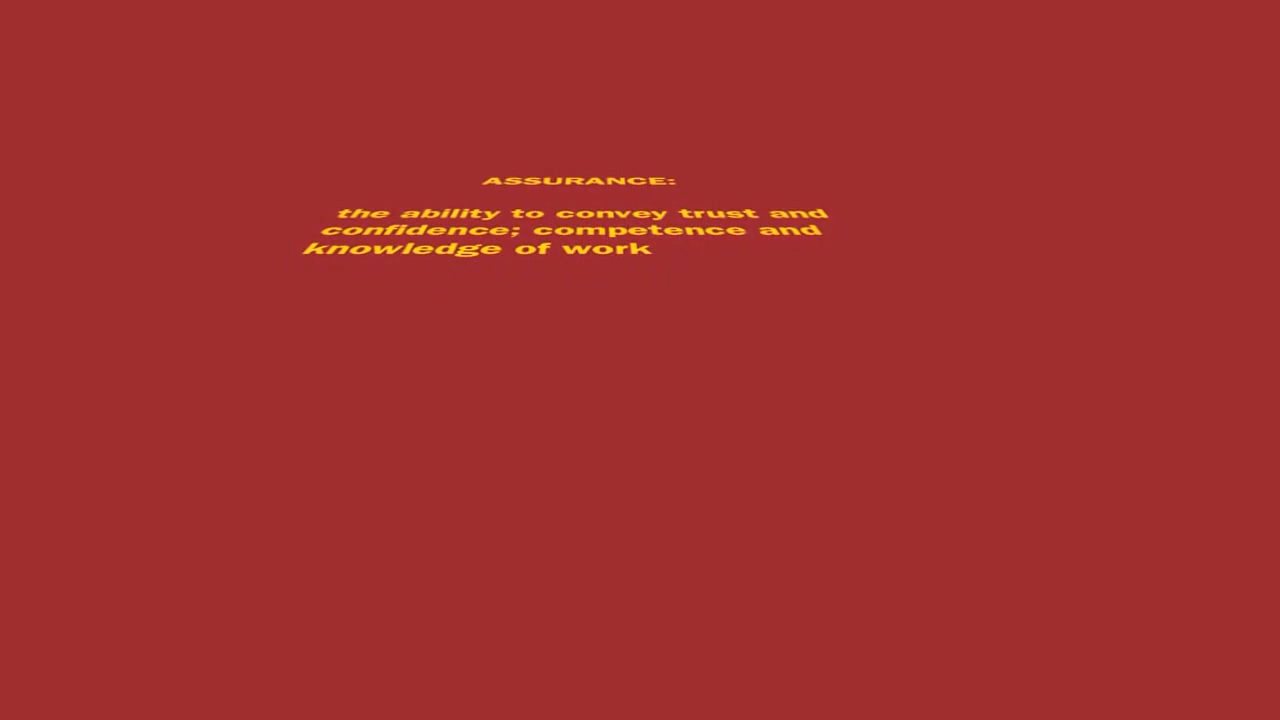 ASSURANCE:
the ability to convey trust and
confidence; competence and
knowledge of work